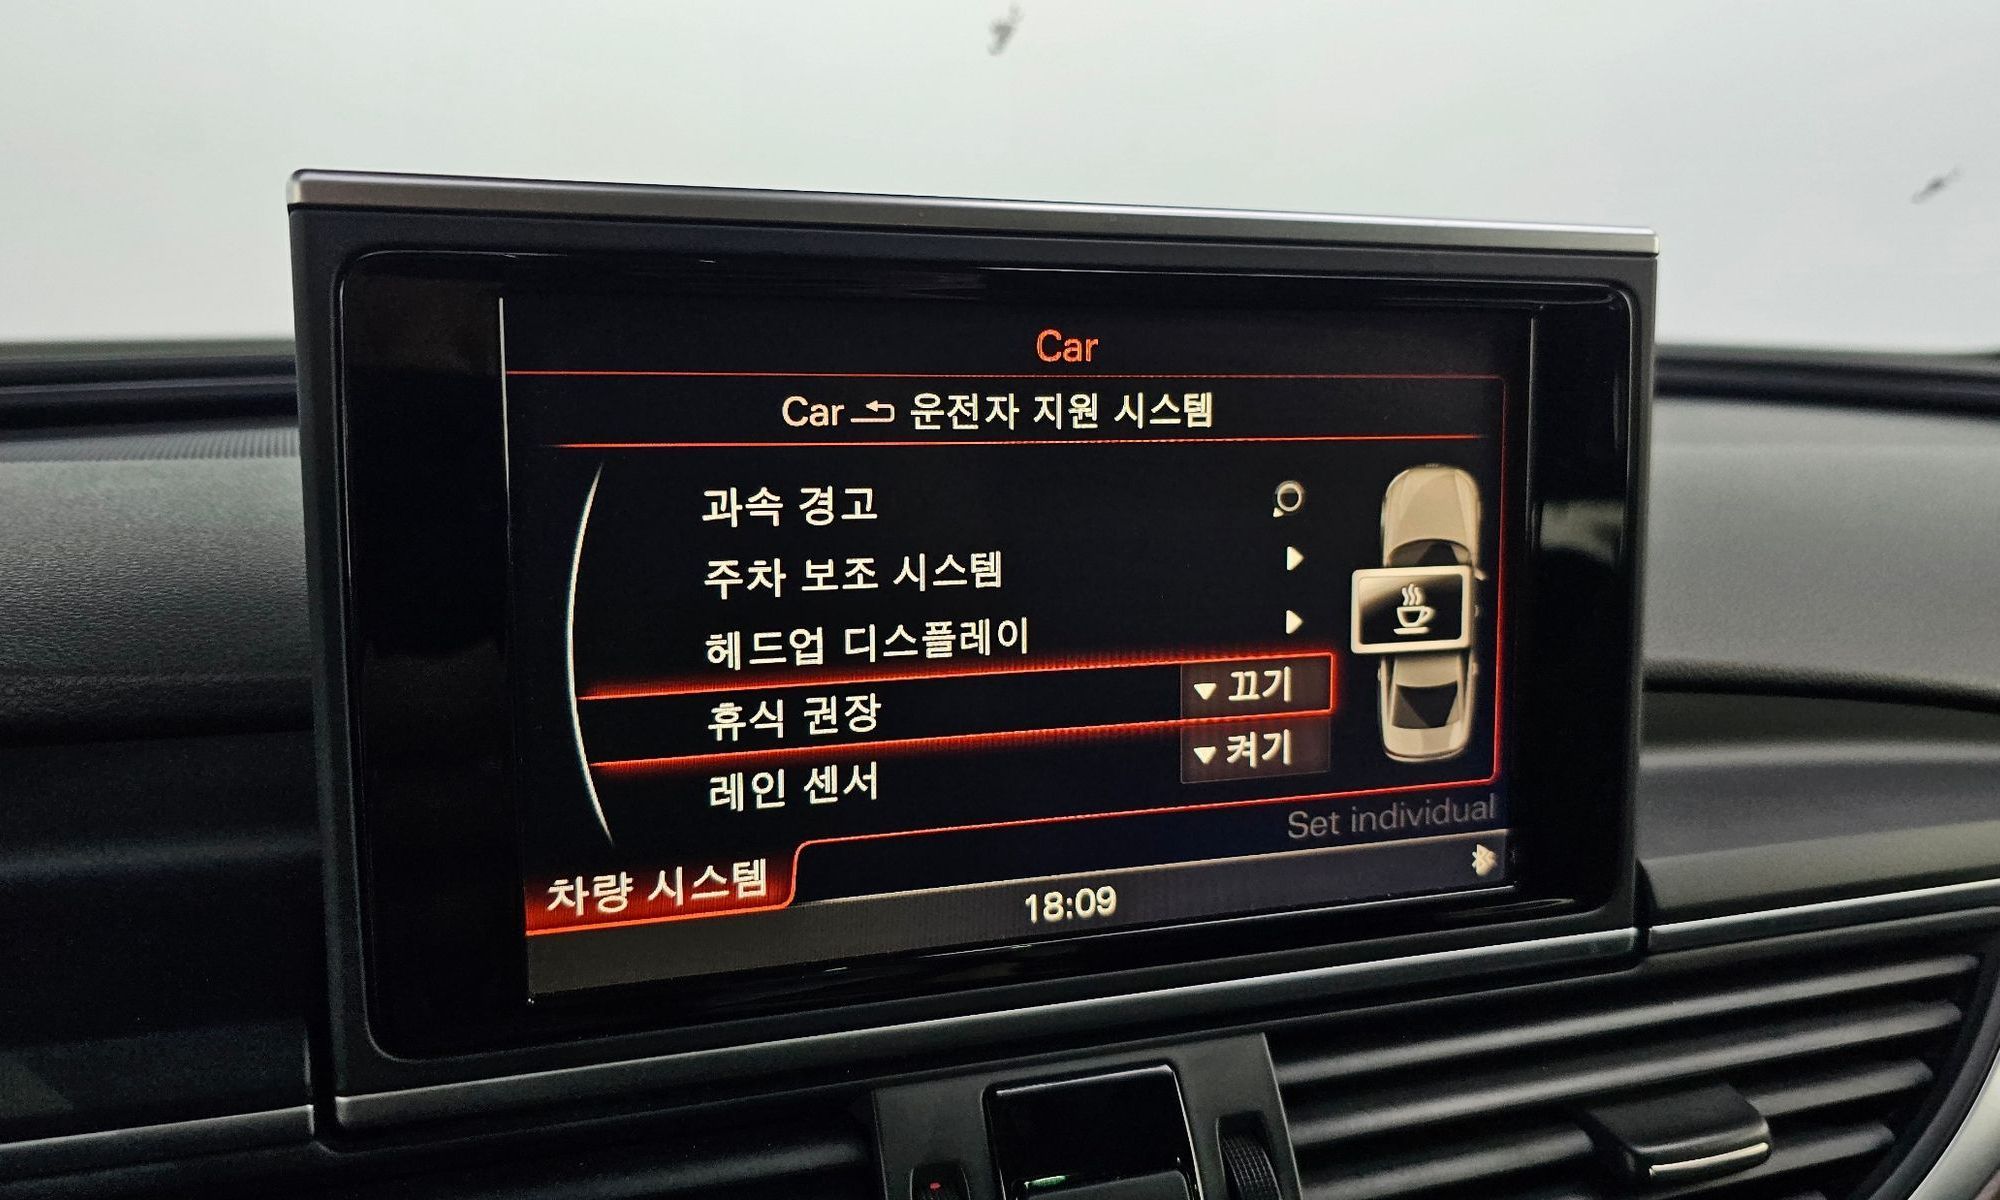 Car
Car 운전자 지원 시스템
과속 경고
주차 보조 시스템
헤드업 디스플레이
휴식 권장 끄기
레인 센서 켜기
Set individual
차량 시스템
18:09